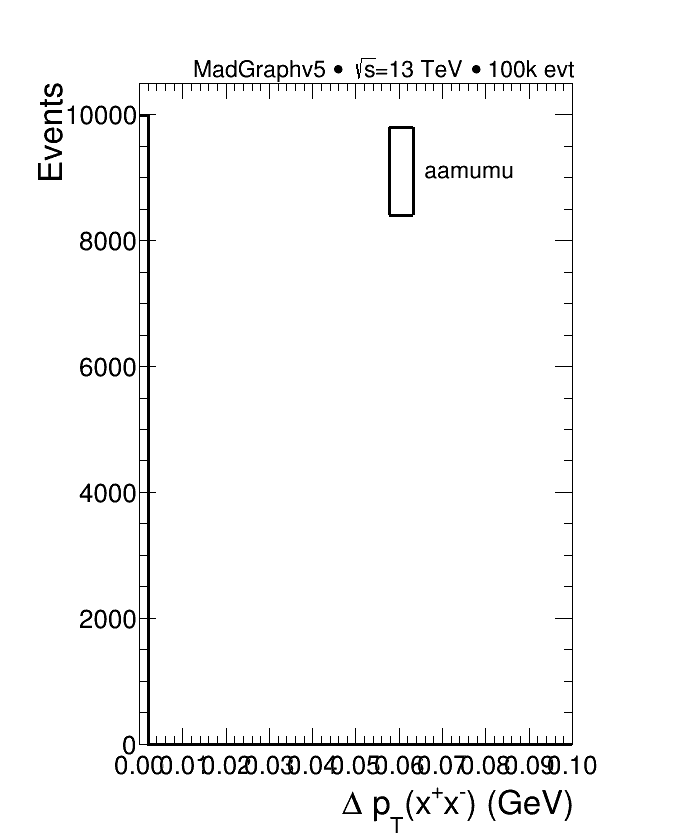 MadGraphv5 • √s=13 TeV • 100k evt
Events
10000
aamumu
8000
6000
4000
2000
0
0.00 0.01 0.02 0.03 0.04 0.05 0.06 0.07 0.08 0.09 0.10
Δ p_T(x⁺x⁻) (GeV)